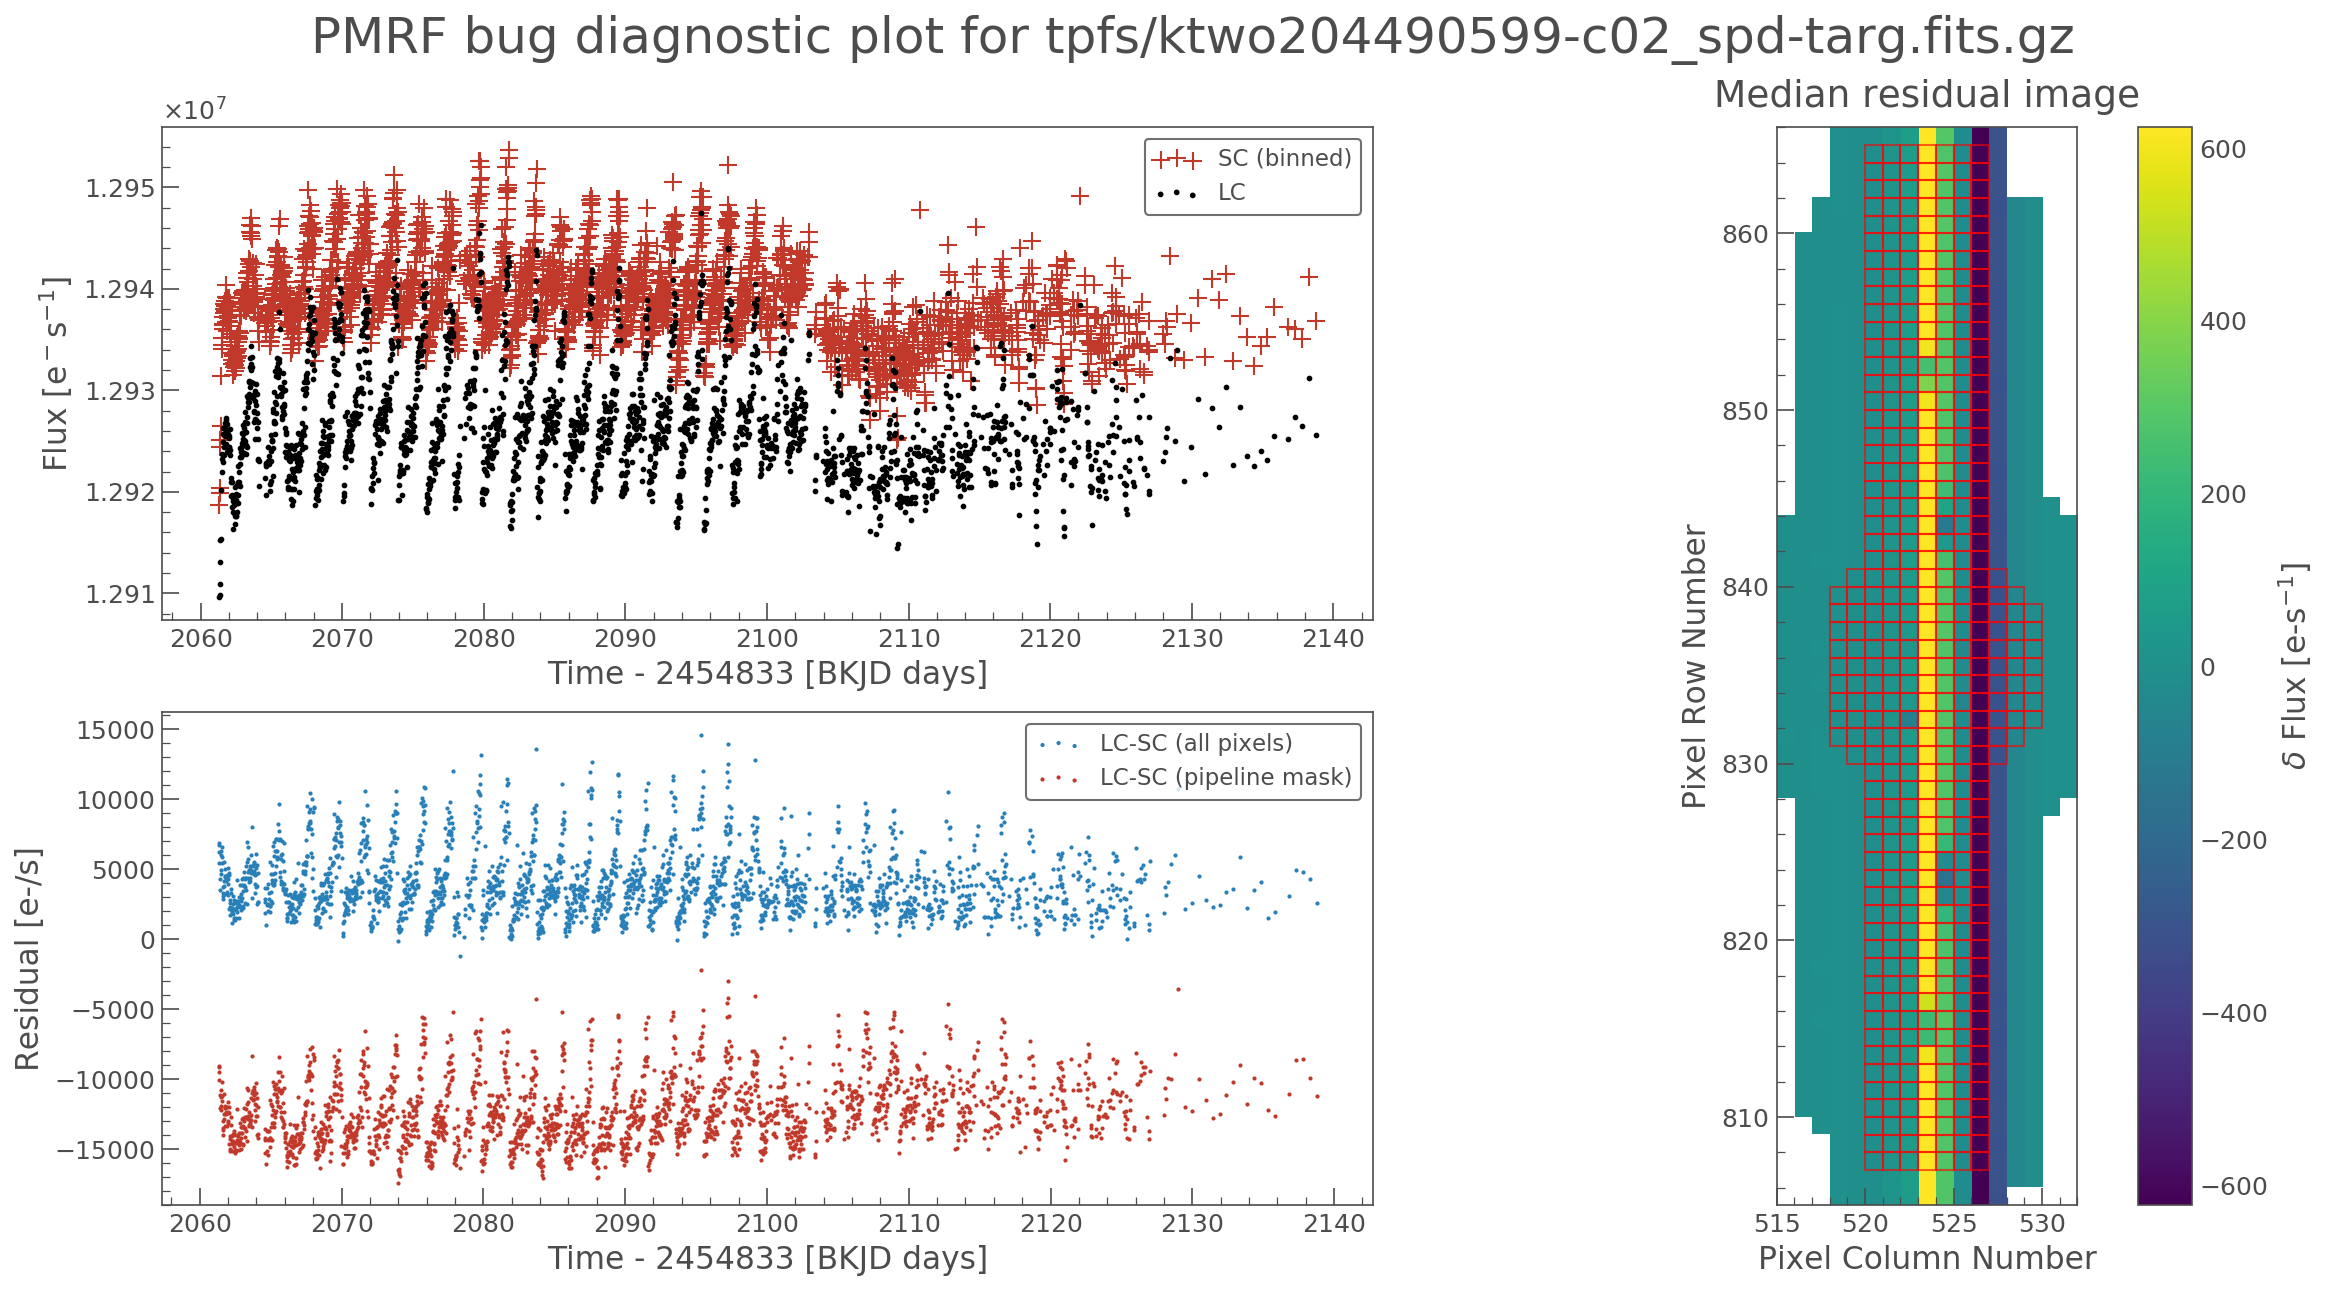 PMRF bug diagnostic plot for tpfs/ktwo204490599-c02_spd-targ.fits.gz
×10⁷
1.295
1.294
1.293
1.292
1.291
Flux [e⁻ s⁻¹]
SC (binned)
LC
2060 2070 2080 2090 2100 2110 2120 2130 2140
Time - 2454833 [BKJD days]
15000
10000
5000
0
−5000
−10000
−15000
Residual [e-/s]
LC-SC (all pixels)
LC-SC (pipeline mask)
2060 2070 2080 2090 2100 2110 2120 2130 2140
Time - 2454833 [BKJD days]
Median residual image
860
850
840
830
820
810
Pixel Row Number
515 520 525 530
Pixel Column Number
600
400
200
0
−200
−400
−600
δ Flux [e-s⁻¹]